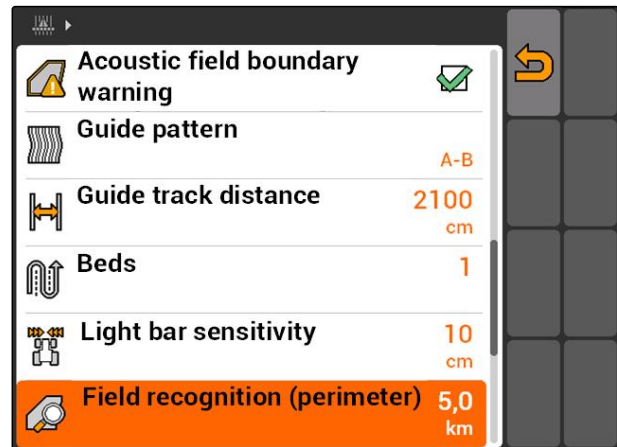 Acoustic field boundary
warning
Guide pattern
A-B
Guide track distance
2100
cm
Beds
1
Light bar sensitivity
10
cm
Field recognition (perimeter)
5,0
km